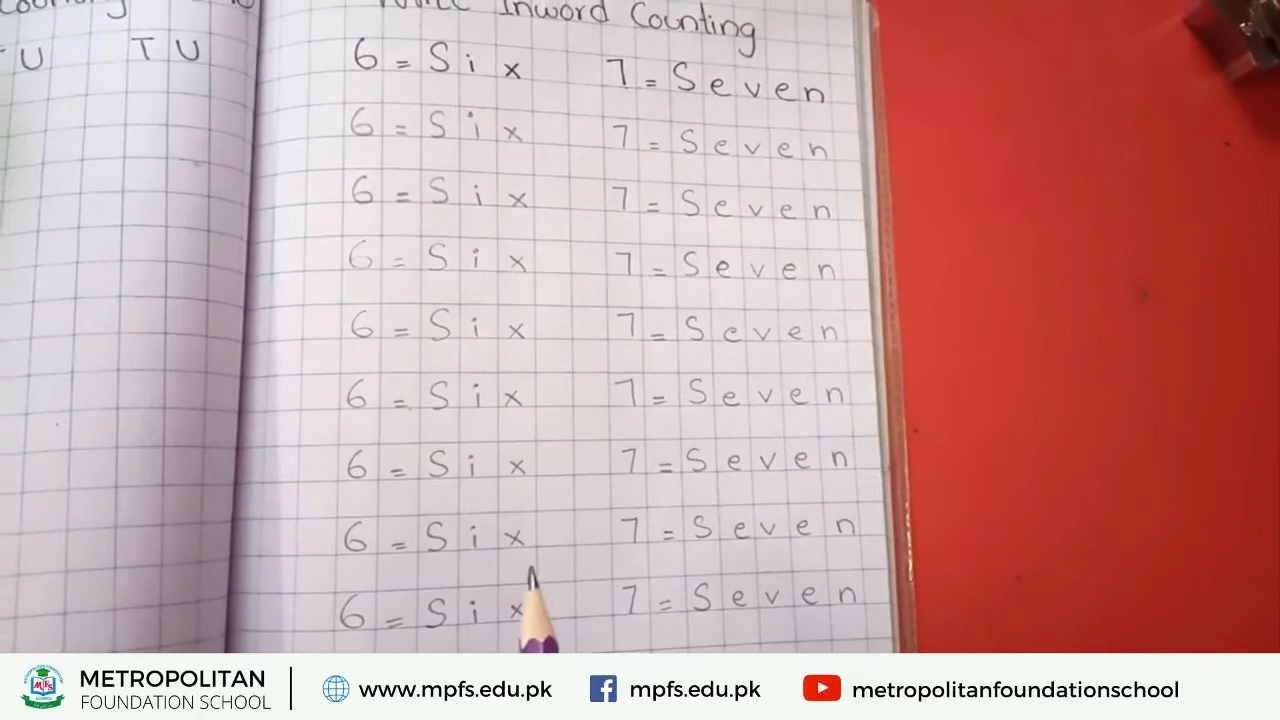 Inword Counting
T U
U
6 = Six 7 = Seven
6 = Six 7 = Seven
6 = Six 7 = Seven
6 = Six 7 = Seven
6 = Six 7 = Seven
6 = Six 7 = Seven
6 = Six 7 = Seven
6 = Six 7 = Seven
6 = Six 7 = Seven
METROPOLITAN
FOUNDATION SCHOOL
www.mpfs.edu.pk
mpfs.edu.pk
metropolitanfoundationschool